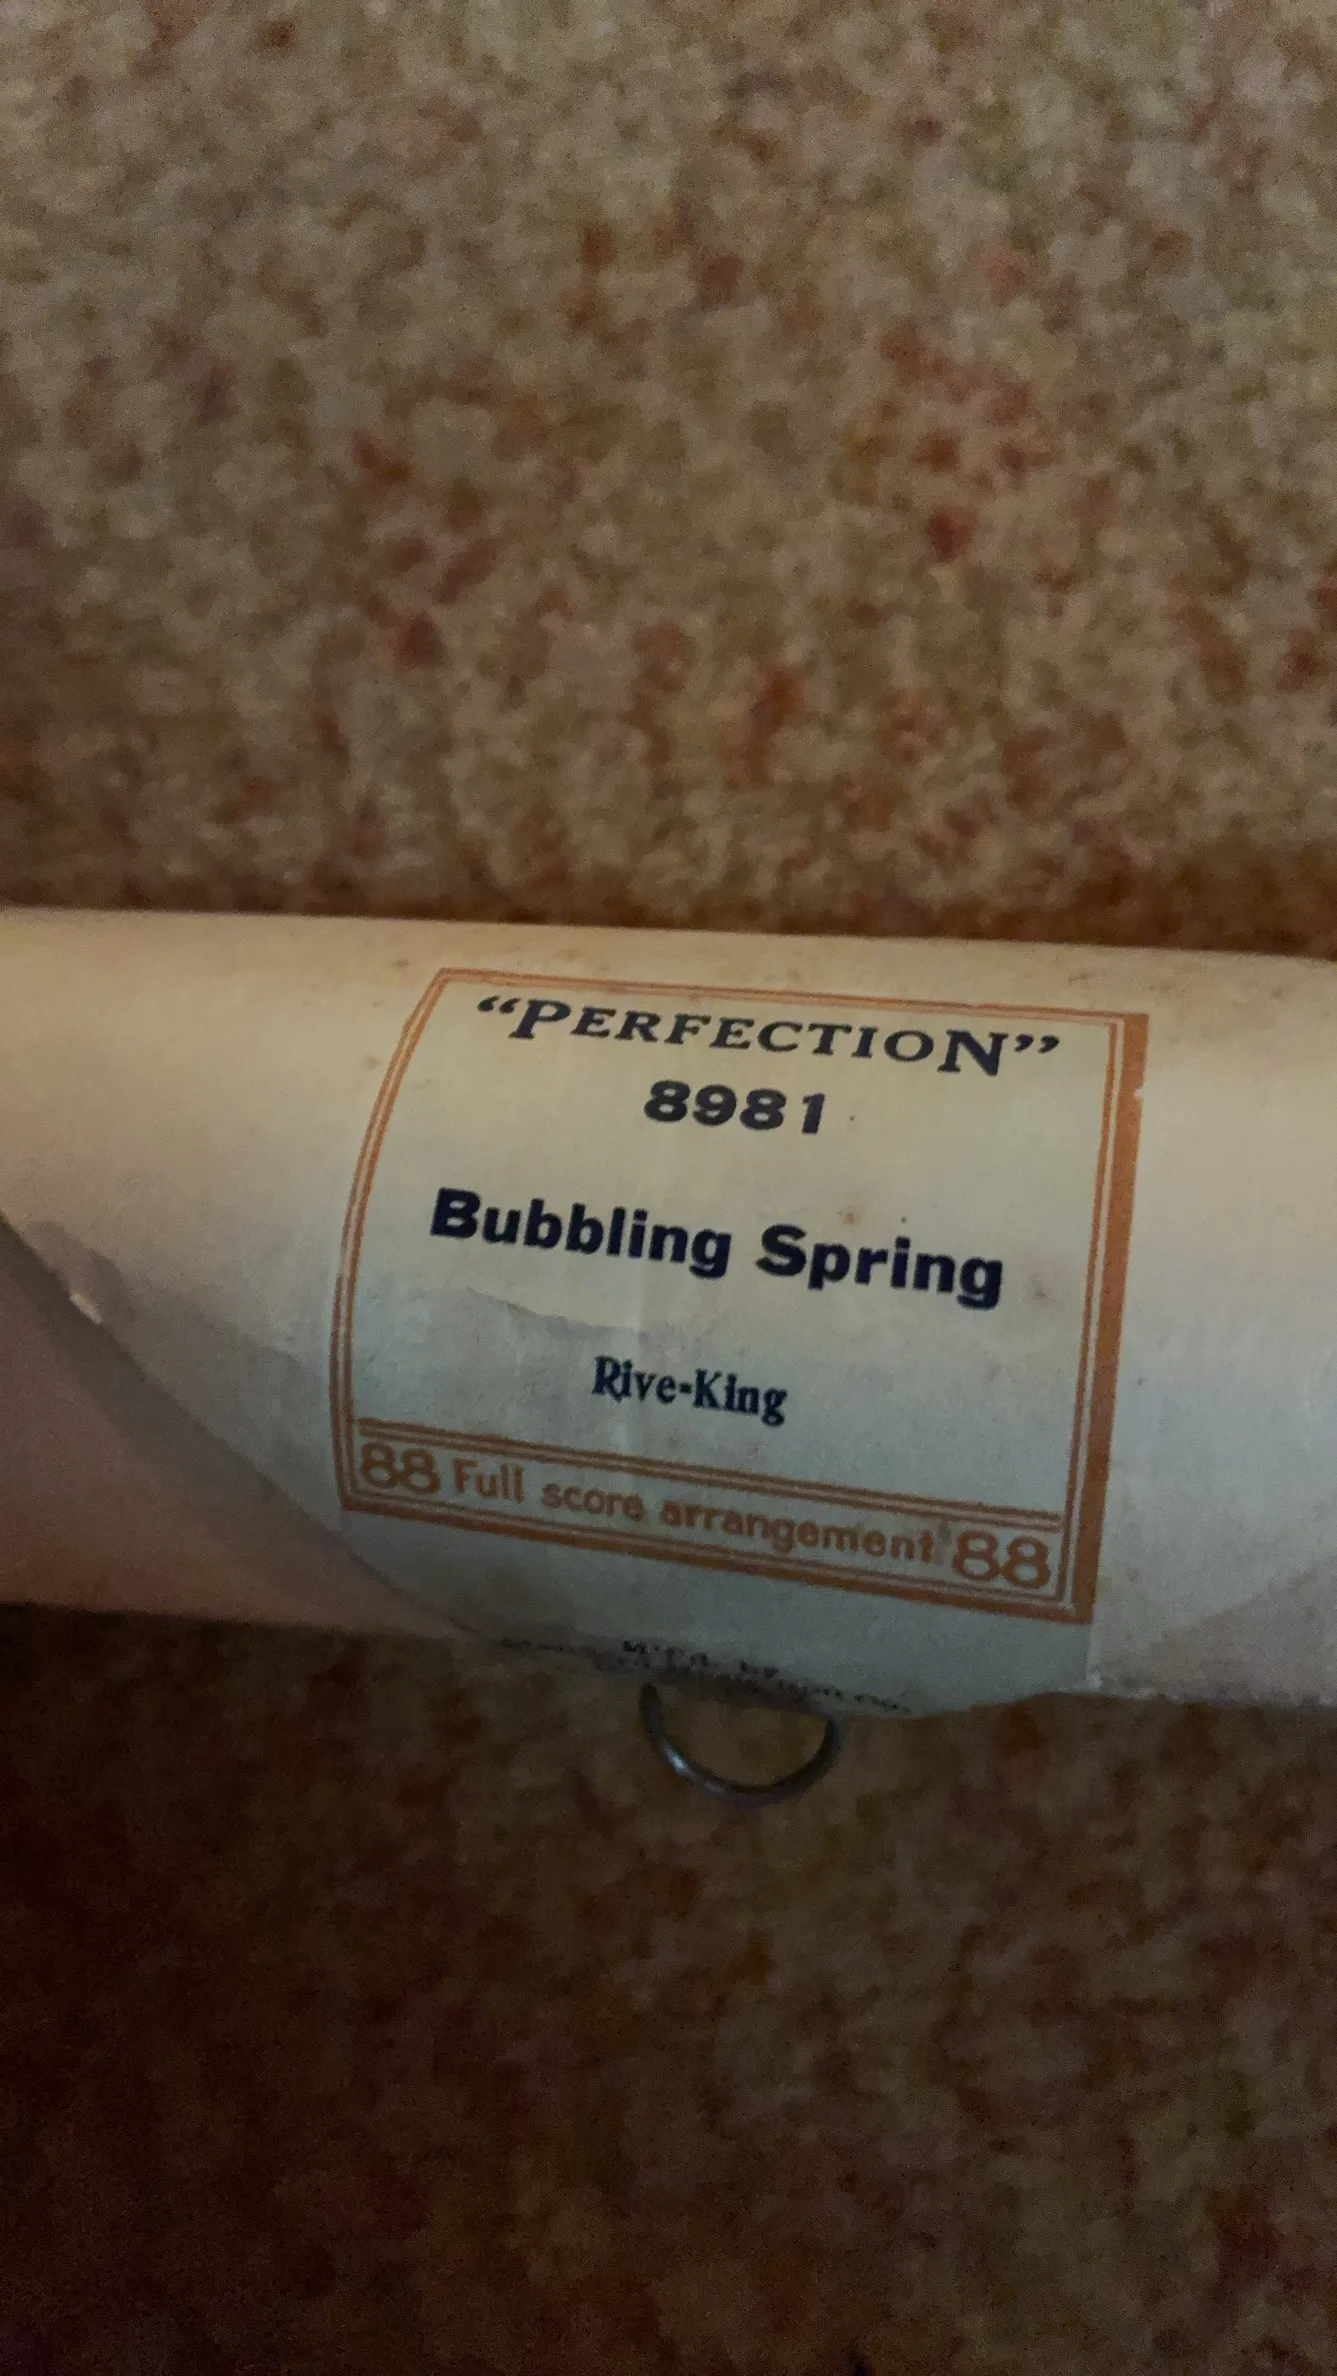 “PERFECTION”
8981
Bubbling Spring
Rive-King
88 Full score arrangement 88